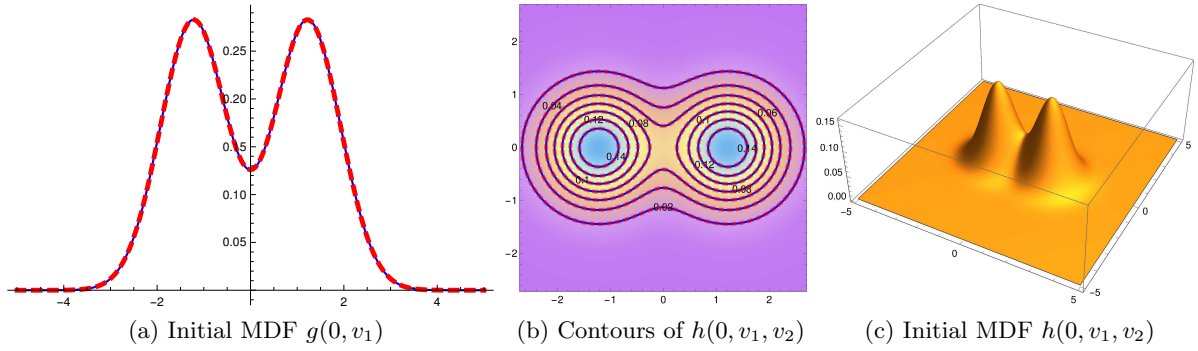 0.25
0.20
0.15
0.10
0.05
−4 −2 0 2 4
(a) Initial MDF g(0, v₁)
2
1
0
−1
−2
0.04 0.12 0.08 0.1 0.06
0.14 0.14
0.1 0.12 0.08
0.02
−2 −1 0 1 2
(b) Contours of h(0, v₁, v₂)
0.15
0.10
0.05
0.00
−5 0 5
5
0
−5
(c) Initial MDF h(0, v₁, v₂)